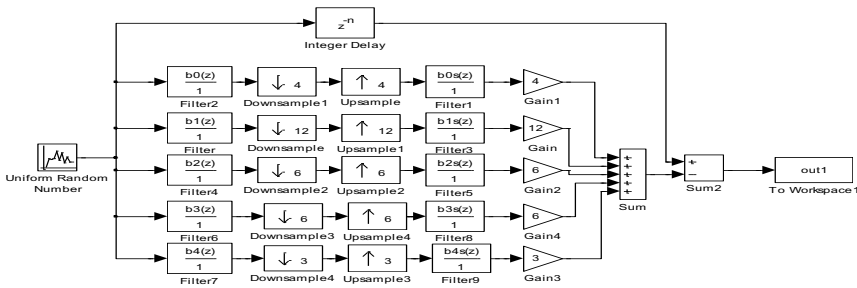 z-n
Integer Delay
b0(z) 4 4 b0s(z) 4
1 1
Filter2 Downsample1 Upsample Filter1 Gain1
b1(z) 12 12 b1s(z) 12
1 1
Filter Downsample Upsample1 Filter3 Gain
b2(z) 6 6 b2s(z) 6
1 1
Filter4 Downsample2 Upsample2 Filter5 Gain2
Uniform Random
Number
Sum
Sum2
out1
To Workspace1
b3(z) 6 6 b3s(z) 6
1 1
Filter6 Downsample3 Upsample4 Filter8 Gain4
b4(z) 3 3 b4s(z) 3
1 1
Filter7 Downsample4 Upsample3 Filter9 Gain3